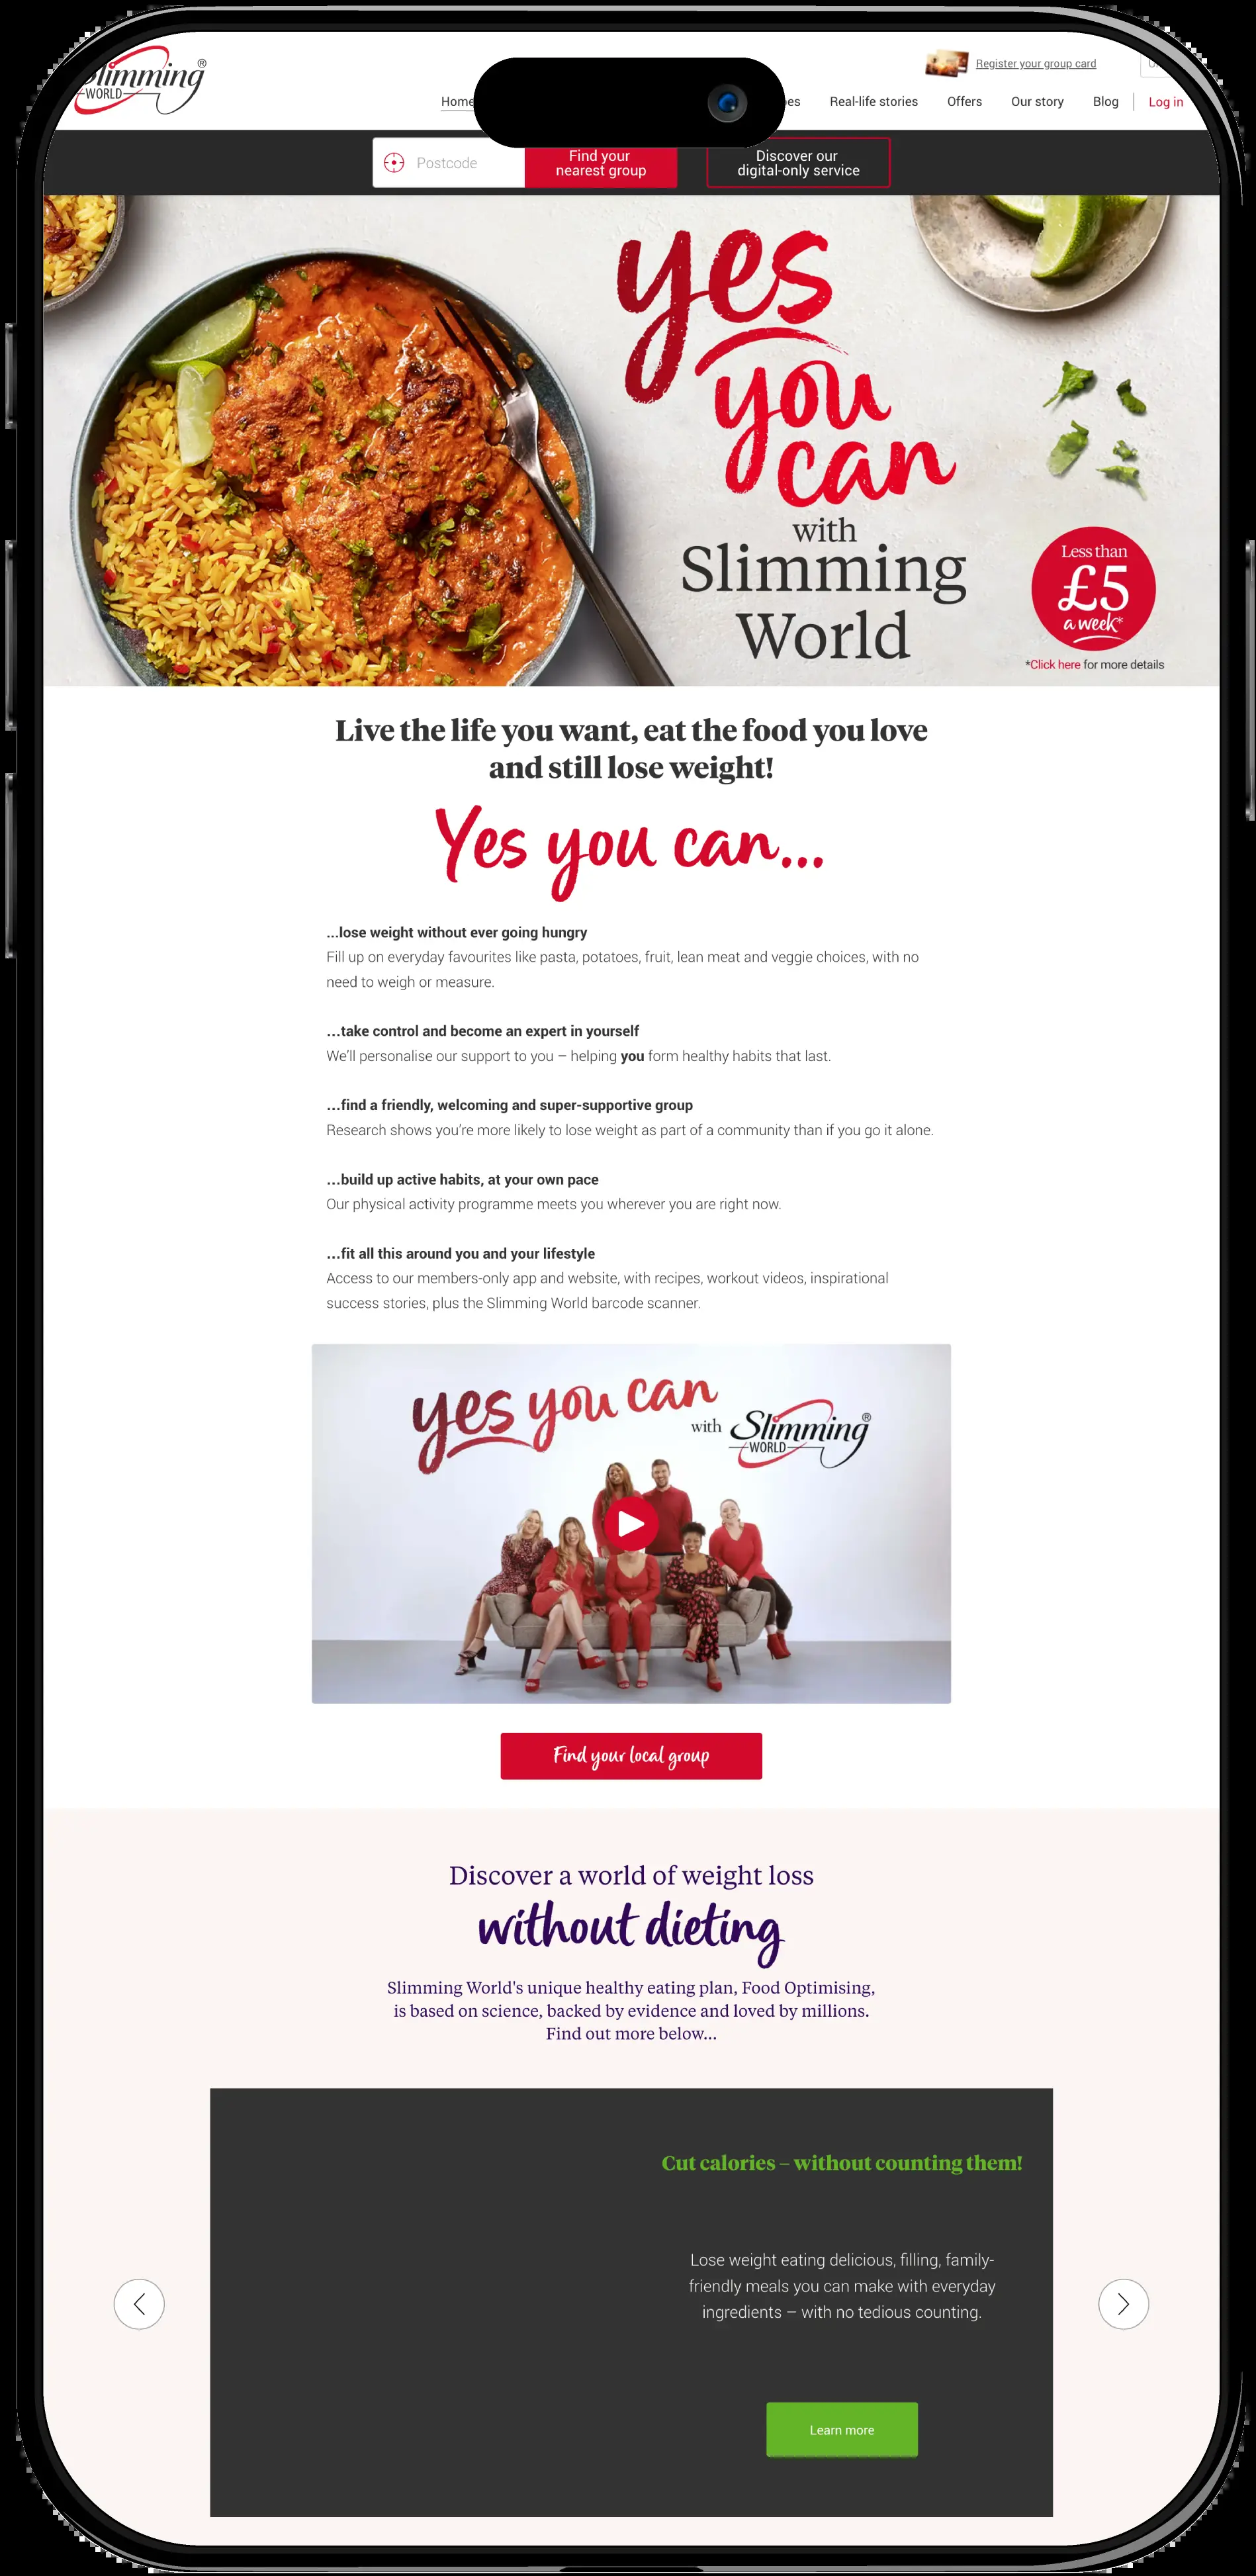 Slimming®
WORLD
Register your group card
Home
Real-life stories
Offers
Our story
Blog
Log in
Postcode
Find your
nearest group
Discover our
digital-only service
yes
you
can
with
Slimming
World
Less than
£5
a week*
*Click here for more details
Live the life you want, eat the food you love
and still lose weight!
Yes you can...
...lose weight without ever going hungry
Fill up on everyday favourites like pasta, potatoes, fruit, lean meat and veggie choices, with no
need to weigh or measure.
...take control and become an expert in yourself
We'll personalise our support to you – helping you form healthy habits that last.
...find a friendly, welcoming and super-supportive group
Research shows you're more likely to lose weight as part of a community than if you go it alone.
...build up active habits, at your own pace
Our physical activity programme meets you wherever you are right now.
...fit all this around you and your lifestyle
Access to our members-only app and website, with recipes, workout videos, inspirational
success stories, plus the Slimming World barcode scanner.
yes you can
with Slimming®
WORLD
Find your local group
Discover a world of weight loss
without dieting
Slimming World's unique healthy eating plan, Food Optimising,
is based on science, backed by evidence and loved by millions.
Find out more below...
Cut calories – without counting them!
Lose weight eating delicious, filling, family-
friendly meals you can make with everyday
ingredients – with no tedious counting.
Learn more